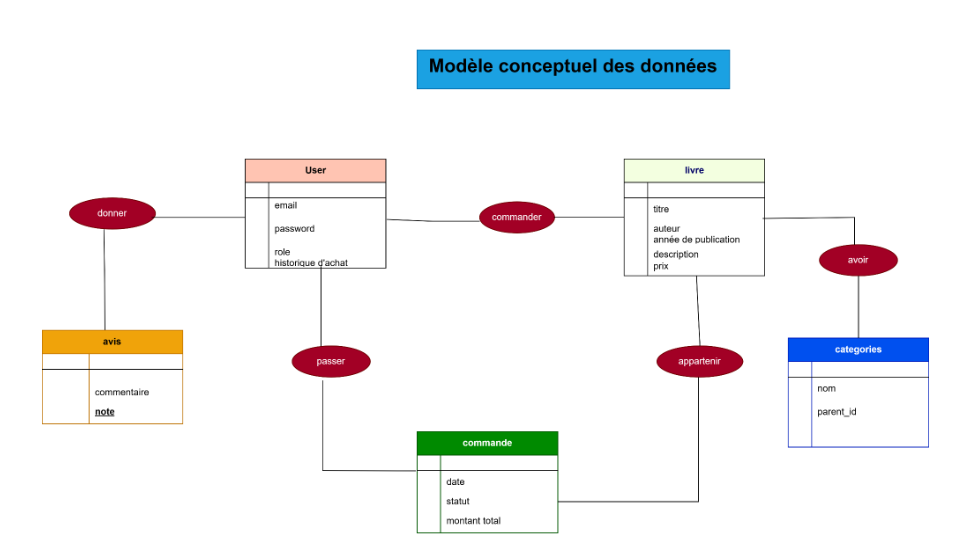 Modèle conceptuel des données
User
email
password
role
historique d'achat
livre
titre
auteur
année de publication
description
prix
donner
commander
avoir
avis
commentaire
note
passer
appartenir
categories
nom
parent_id
commande
date
statut
montant total